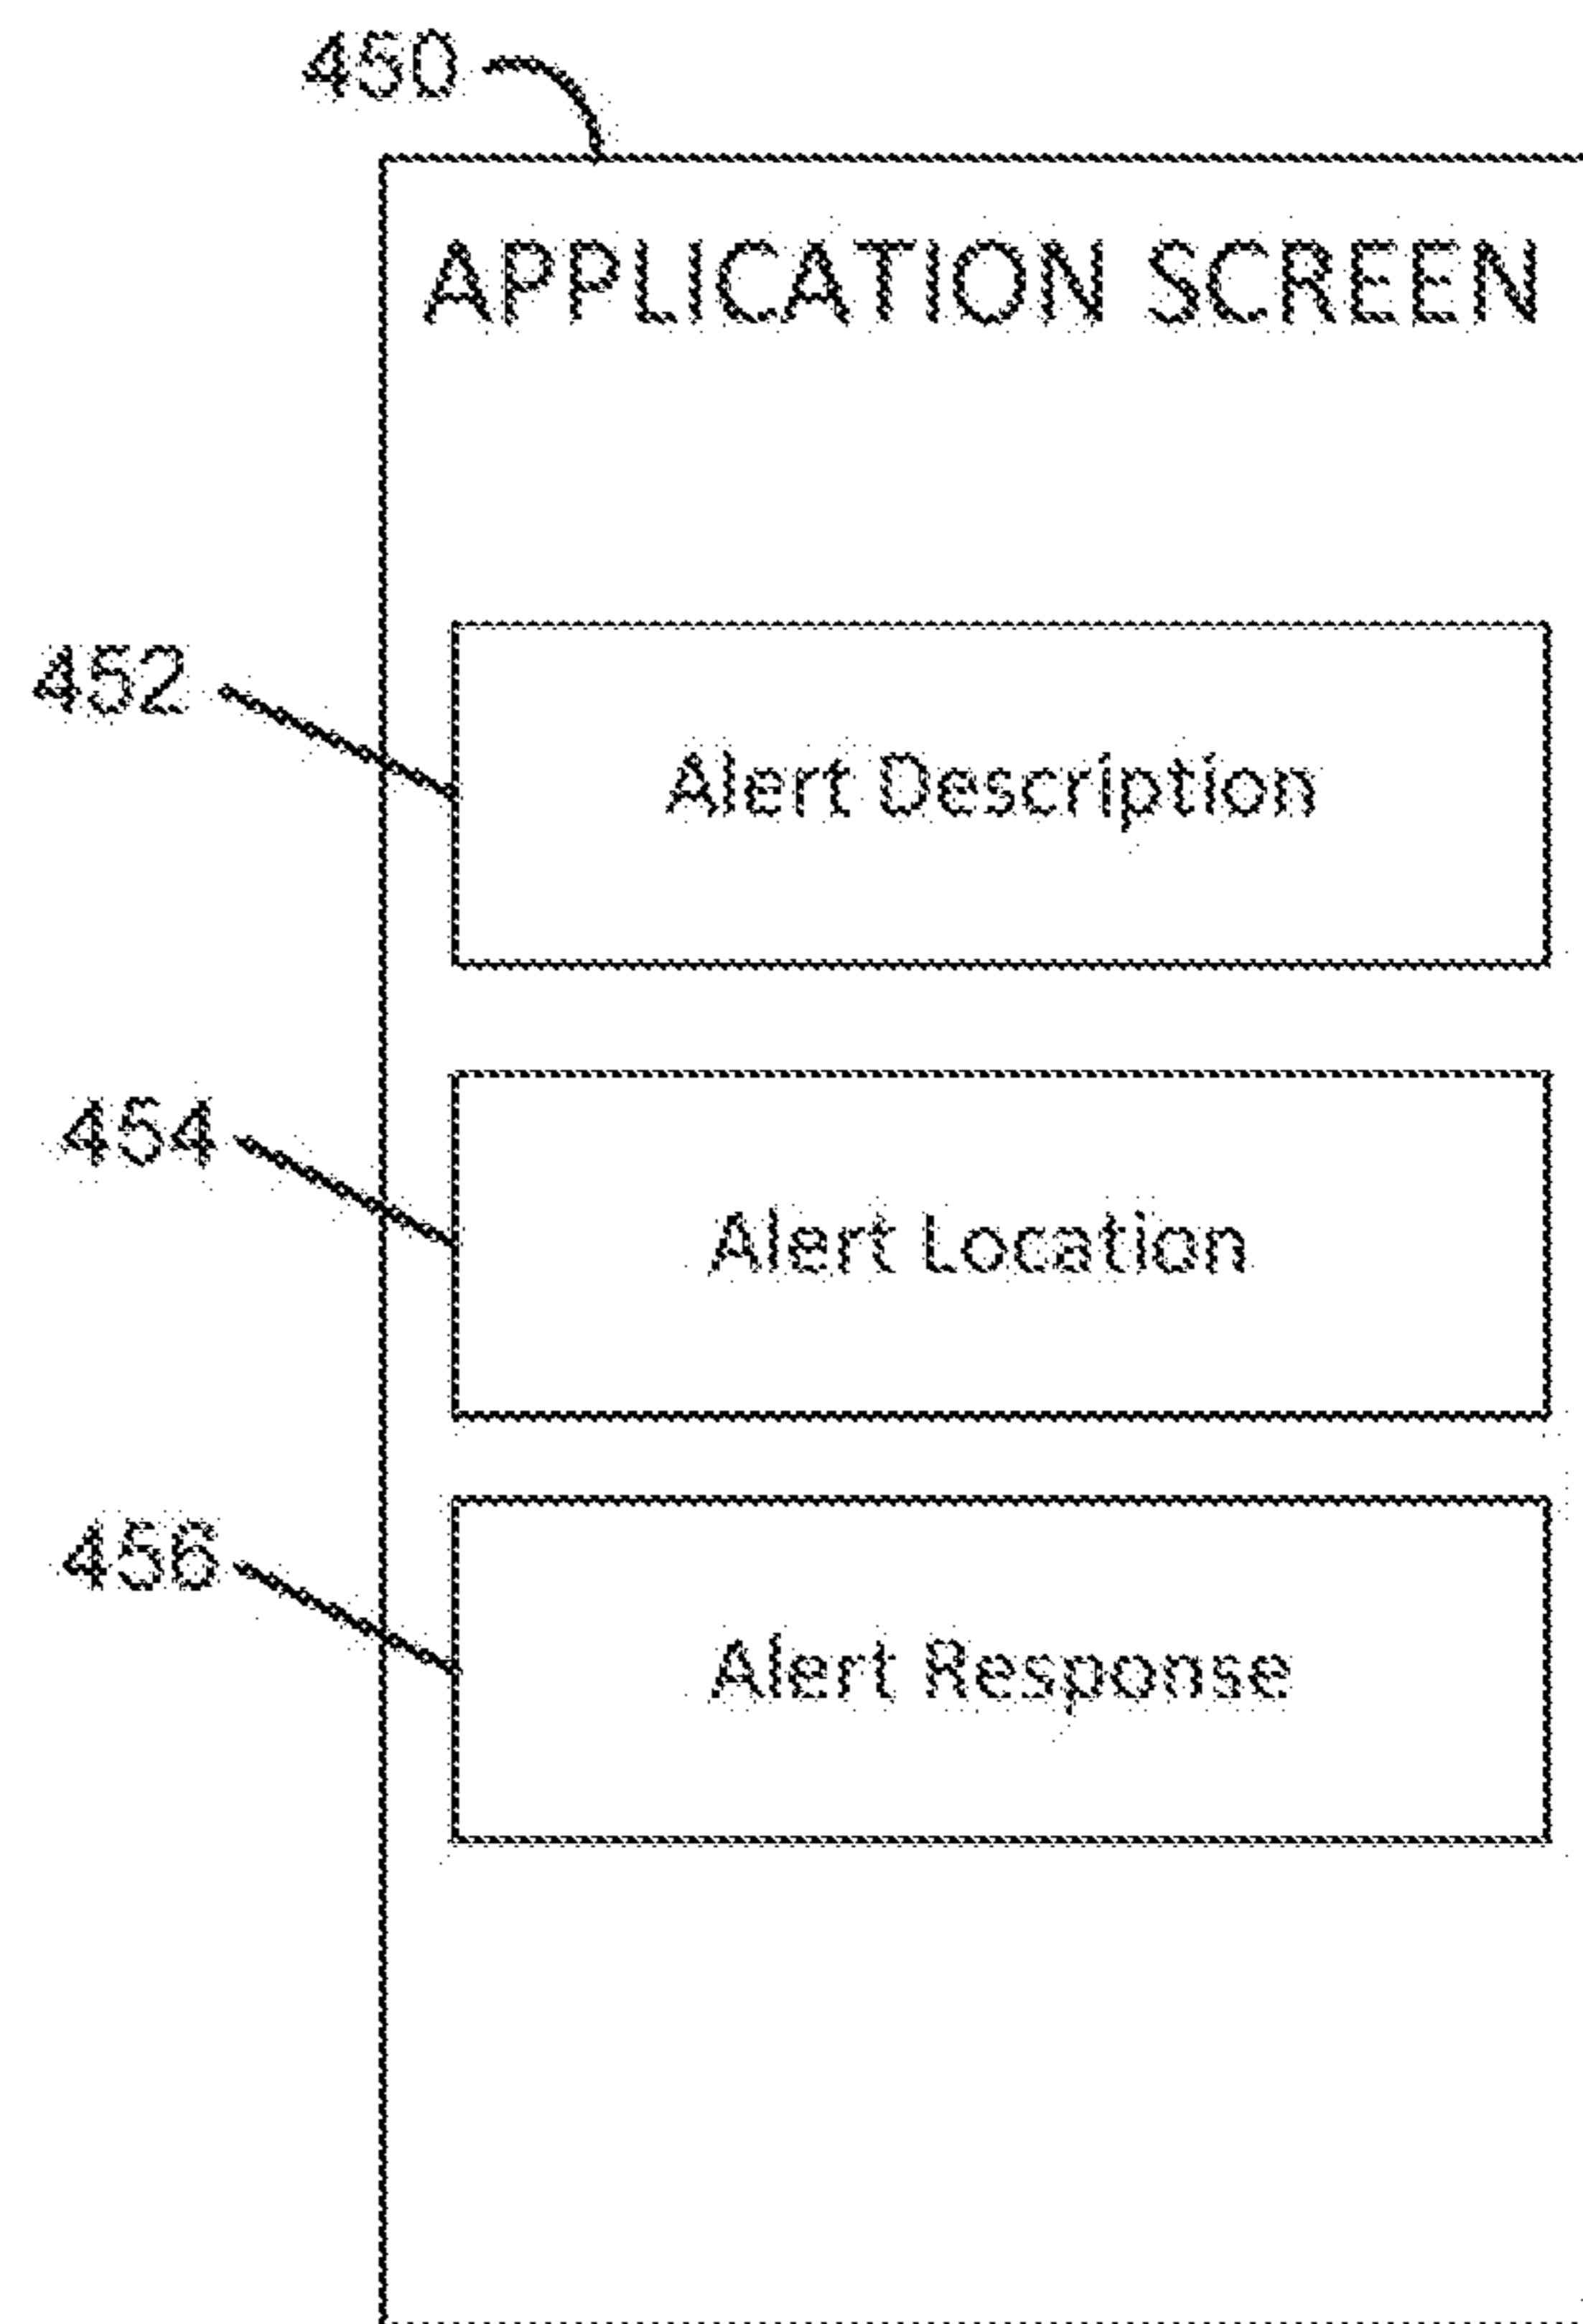 450
APPLICATION SCREEN
452
Alert Description
454
Alert Location
456
Alert Response